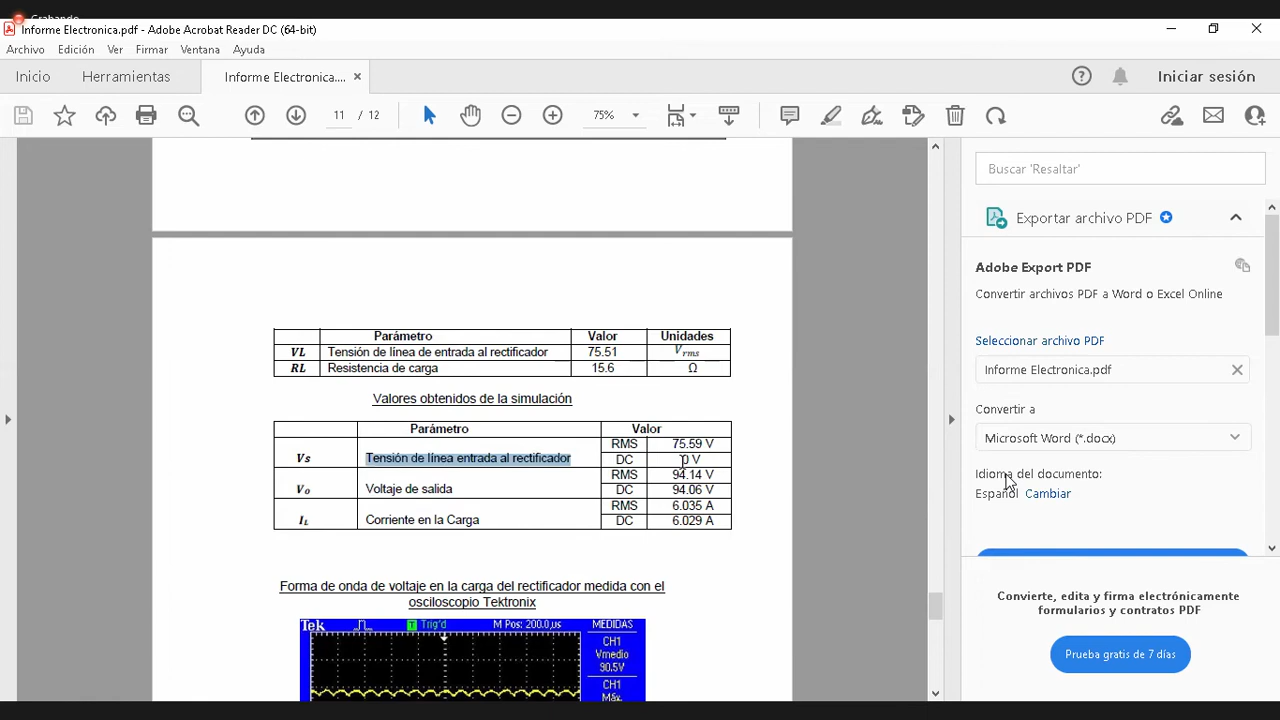 Grabando
Informe Electronica.pdf - Adobe Acrobat Reader DC (64-bit)
Archivo Edición Ver Firmar Ventana Ayuda
Inicio Herramientas Informe Electronica.... × Iniciar sesión
11 / 12 75%
Buscar 'Resaltar'
Exportar archivo PDF
Adobe Export PDF
Convertir archivos PDF a Word o Excel Online
Seleccionar archivo PDF
Informe Electronica.pdf
Convertir a
Microsoft Word (*.docx)
Idioma del documento:
Español Cambiar
Convierte, edita y firma electrónicamente
formularios y contratos PDF
Prueba gratis de 7 días
Parámetro Valor Unidades
VL Tensión de línea de entrada al rectificador 75.51 Vrms
RL Resistencia de carga 15.6 Ω
Valores obtenidos de la simulación
Parámetro Valor
Vs Tensión de línea entrada al rectificador RMS 75.59 V
DC 0 V
Vo Voltaje de salida RMS 94.14 V
DC 94.06 V
IL Corriente en la Carga RMS 6.035 A
DC 6.029 A
Forma de onda de voltaje en la carga del rectificador medida con el
osciloscopio Tektronix
Tek T Trig'd M Pos: 200.0us MEDIDAS
CH1
Vmedio
90.5V
CH1
Máx.